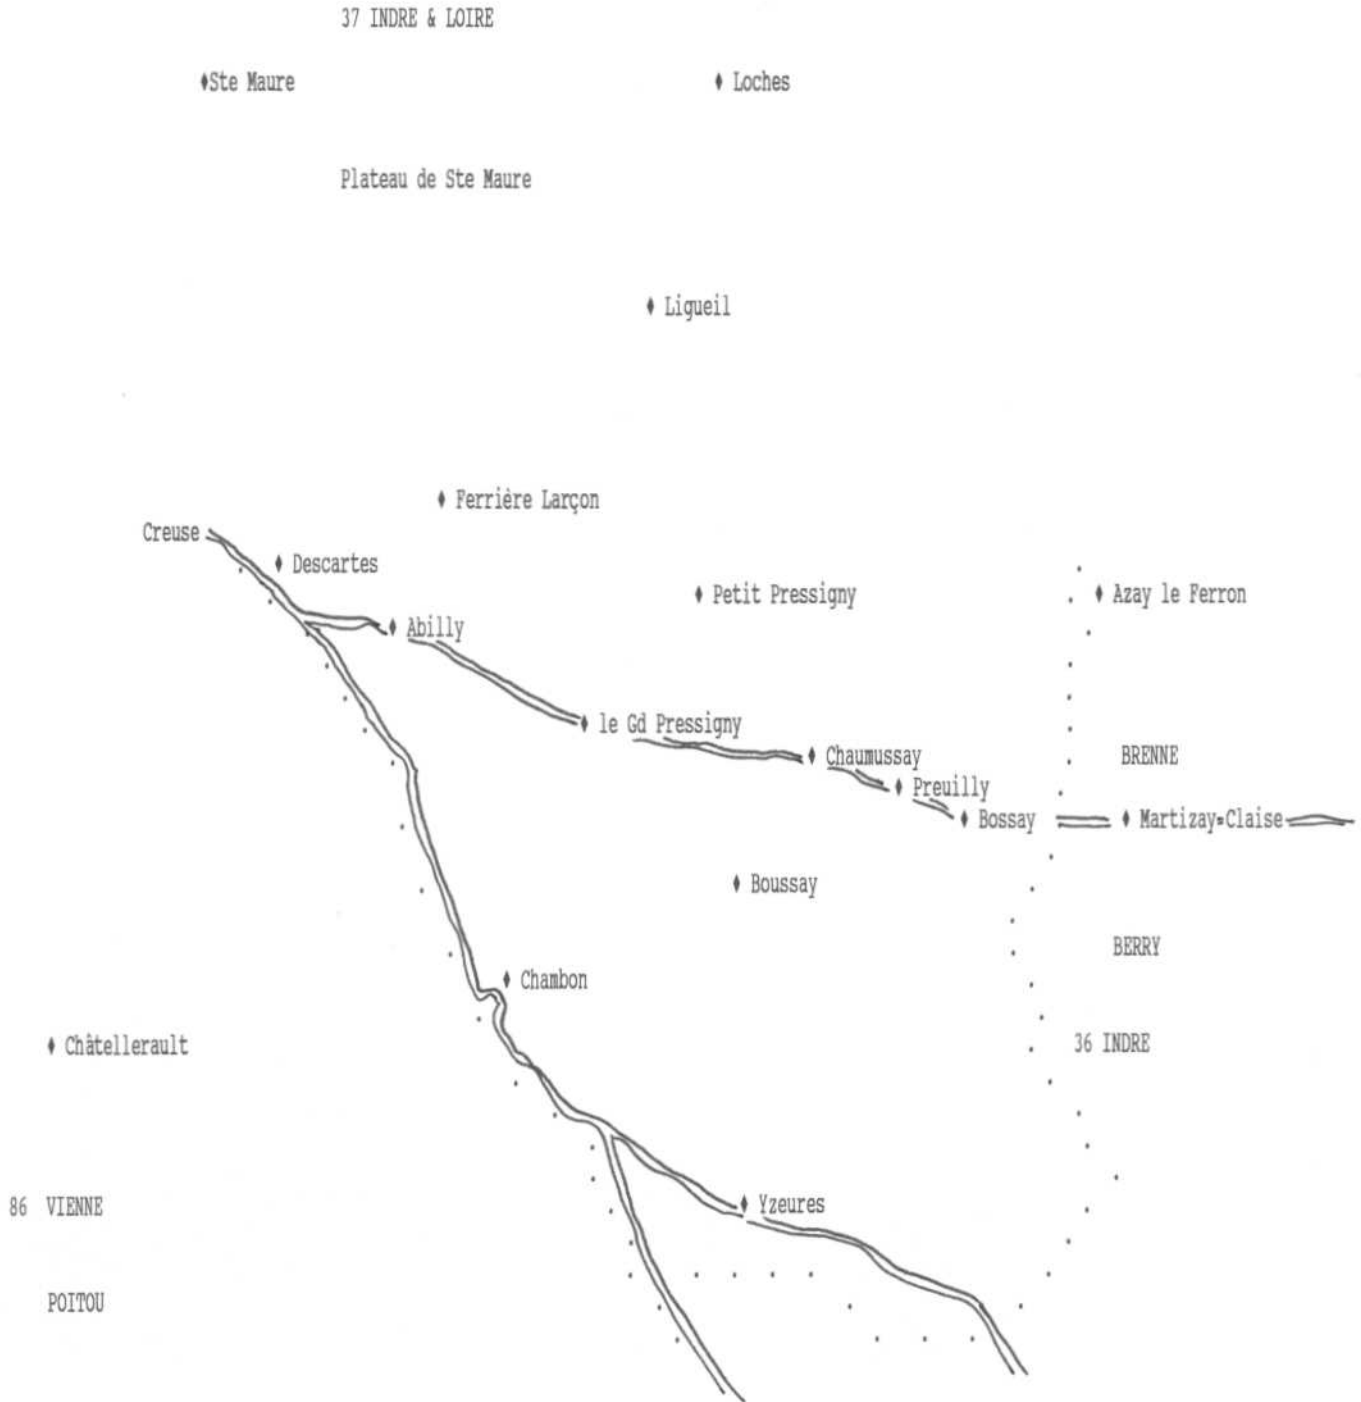 37 INDRE & LOIRE
♦Ste Maure
♦ Loches
Plateau de Ste Maure
♦ Ligueil
♦ Ferrière Larçon
Creuse
♦ Descartes
♦ Petit Pressigny
♦ Azay le Ferron
♦ Abilly
♦ le Gd Pressigny
♦ Chaumussay
BRENNE
♦ Preuilly
♦ Bossay
♦ Martizay=Claise
♦ Boussay
BERRY
♦ Chambon
♦ Châtellerault
36 INDRE
86 VIENNE
♦ Yzeures
POITOU